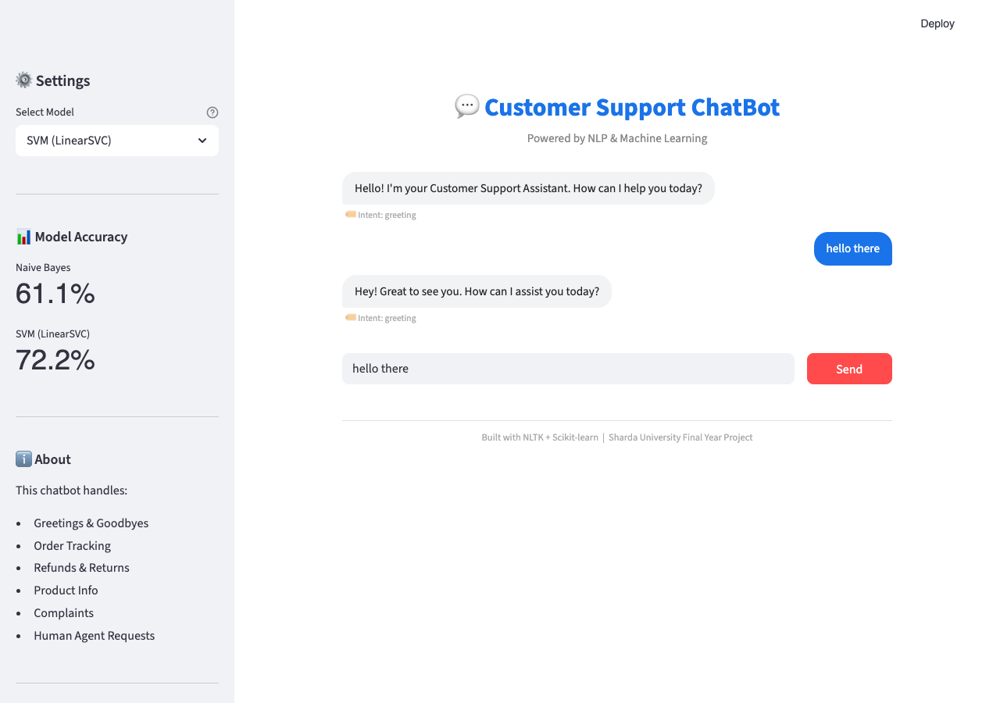 Deploy
Settings
Select Model
SVM (LinearSVC)
Model Accuracy
Naive Bayes
61.1%
SVM (LinearSVC)
72.2%
About
This chatbot handles:
• Greetings & Goodbyes
• Order Tracking
• Refunds & Returns
• Product Info
• Complaints
• Human Agent Requests
Customer Support ChatBot
Powered by NLP & Machine Learning
Hello! I'm your Customer Support Assistant. How can I help you today?
Intent: greeting
hello there
Hey! Great to see you. How can I assist you today?
Intent: greeting
hello there
Send
Built with NLTK + Scikit-learn | Sharda University Final Year Project